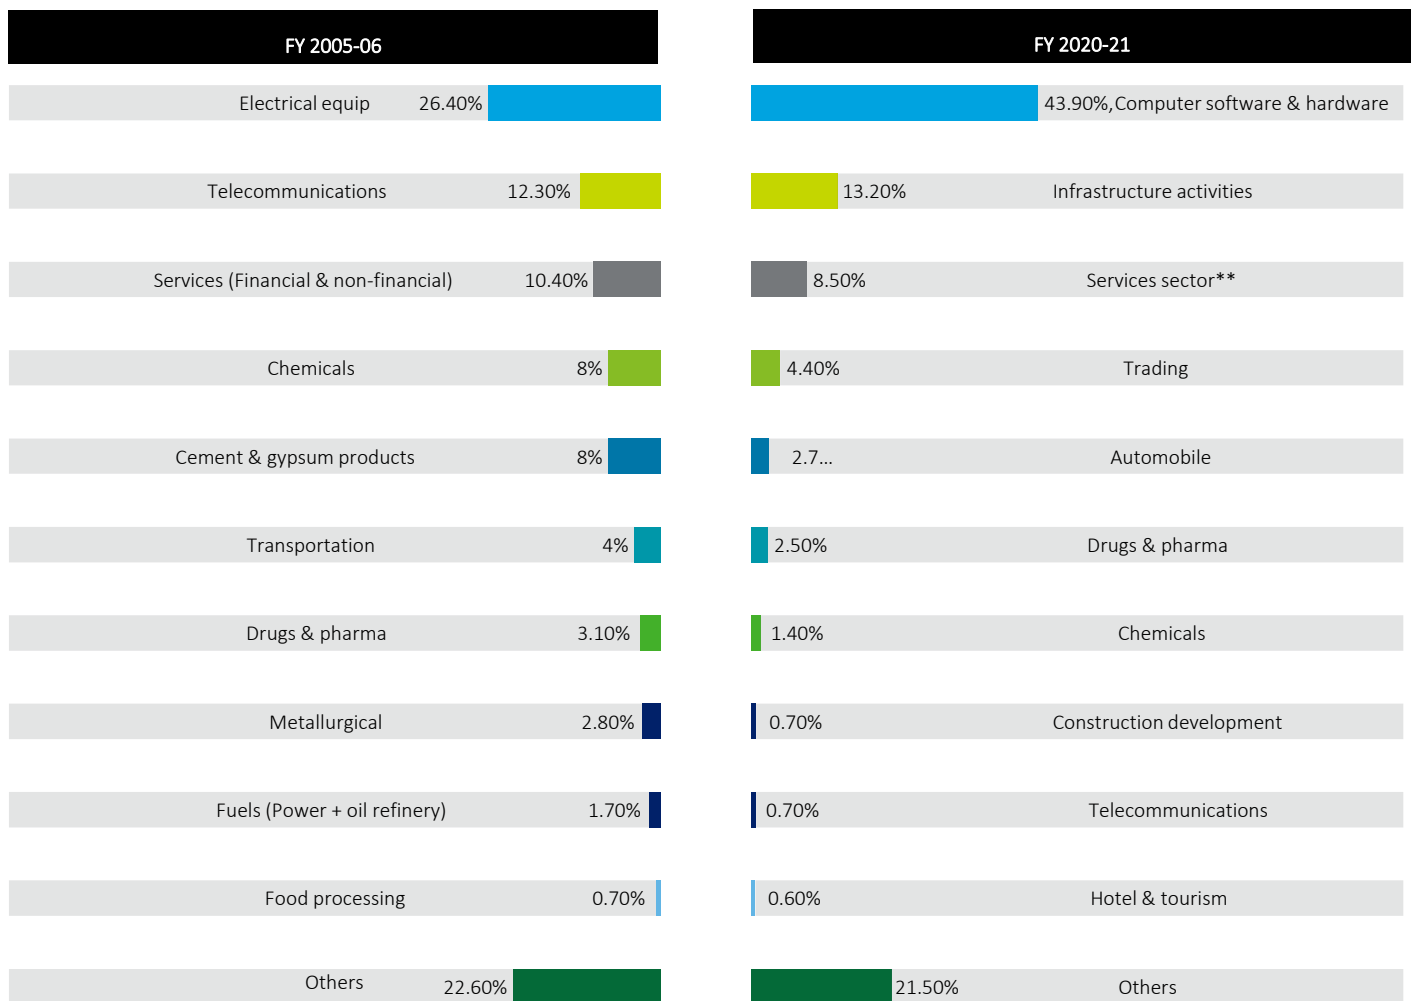 FY 2005-06
FY 2020-21
Electrical equip 26.40%
43.90%,Computer software & hardware
Telecommunications 12.30%
13.20% Infrastructure activities
Services (Financial & non-financial) 10.40%
8.50% Services sector**
Chemicals 8%
4.40% Trading
Cement & gypsum products 8%
2.7... Automobile
Transportation 4%
2.50% Drugs & pharma
Drugs & pharma 3.10%
1.40% Chemicals
Metallurgical 2.80%
0.70% Construction development
Fuels (Power + oil refinery) 1.70%
0.70% Telecommunications
Food processing 0.70%
0.60% Hotel & tourism
Others 22.60%
21.50% Others